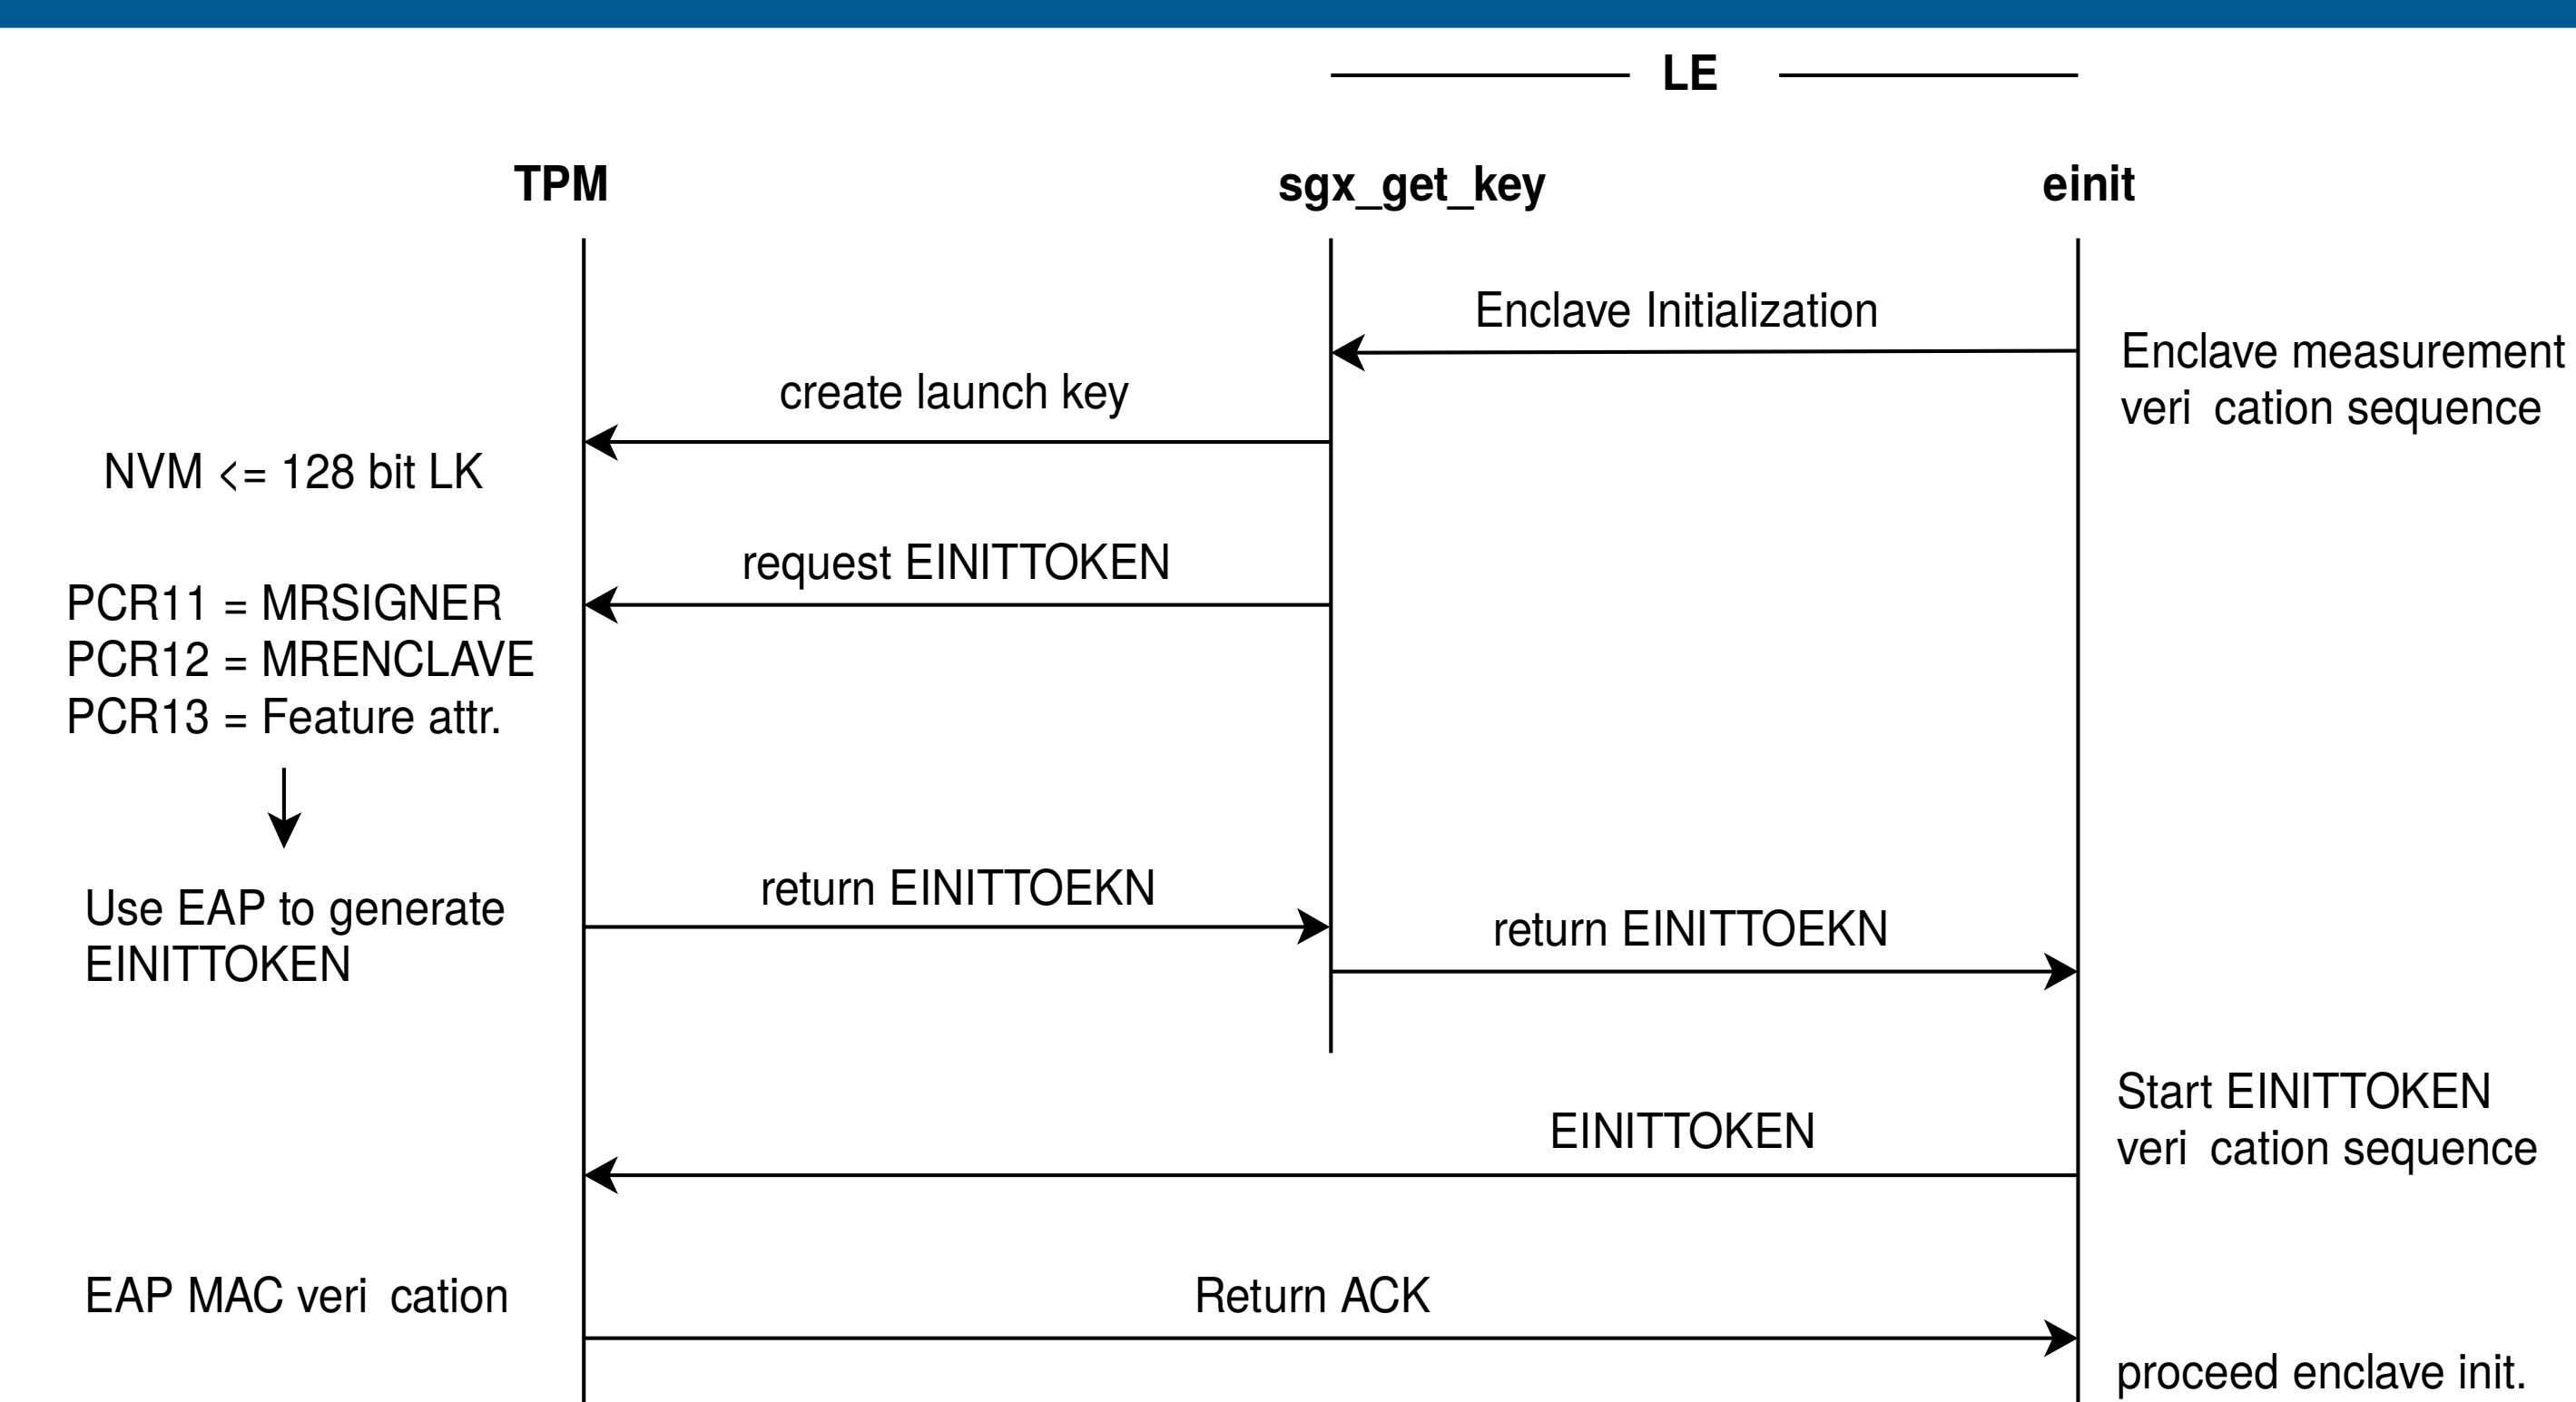 LE
TPM
sgx_get_key
einit
Enclave Initialization
Enclave measurement
veri cation sequence
create launch key
NVM <= 128 bit LK
request EINITTOKEN
PCR11 = MRSIGNER
PCR12 = MRENCLAVE
PCR13 = Feature attr.
Use EAP to generate
EINITTOKEN
return EINITTOEKN
return EINITTOEKN
Start EINITTOKEN
veri cation sequence
EINITTOKEN
EAP MAC veri cation
Return ACK
proceed enclave init.